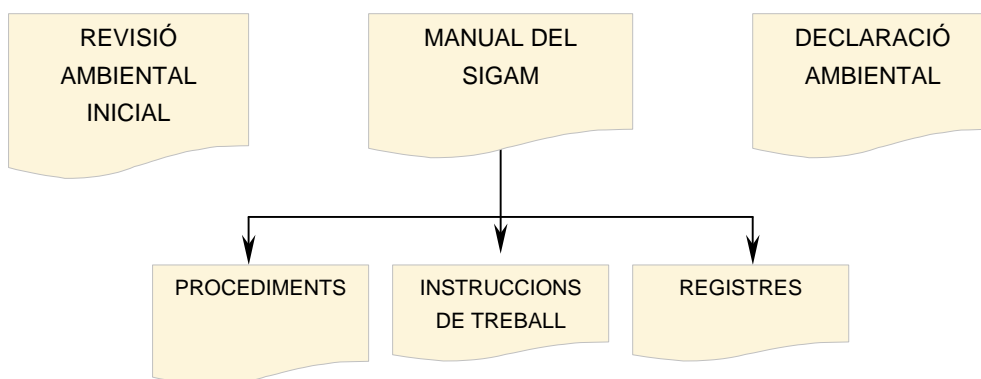 REVISIÓ
AMBIENTAL
INICIAL
MANUAL DEL
SIGAM
DECLARACIÓ
AMBIENTAL
PROCEDIMENTS
INSTRUCCIONS
DE TREBALL
REGISTRES